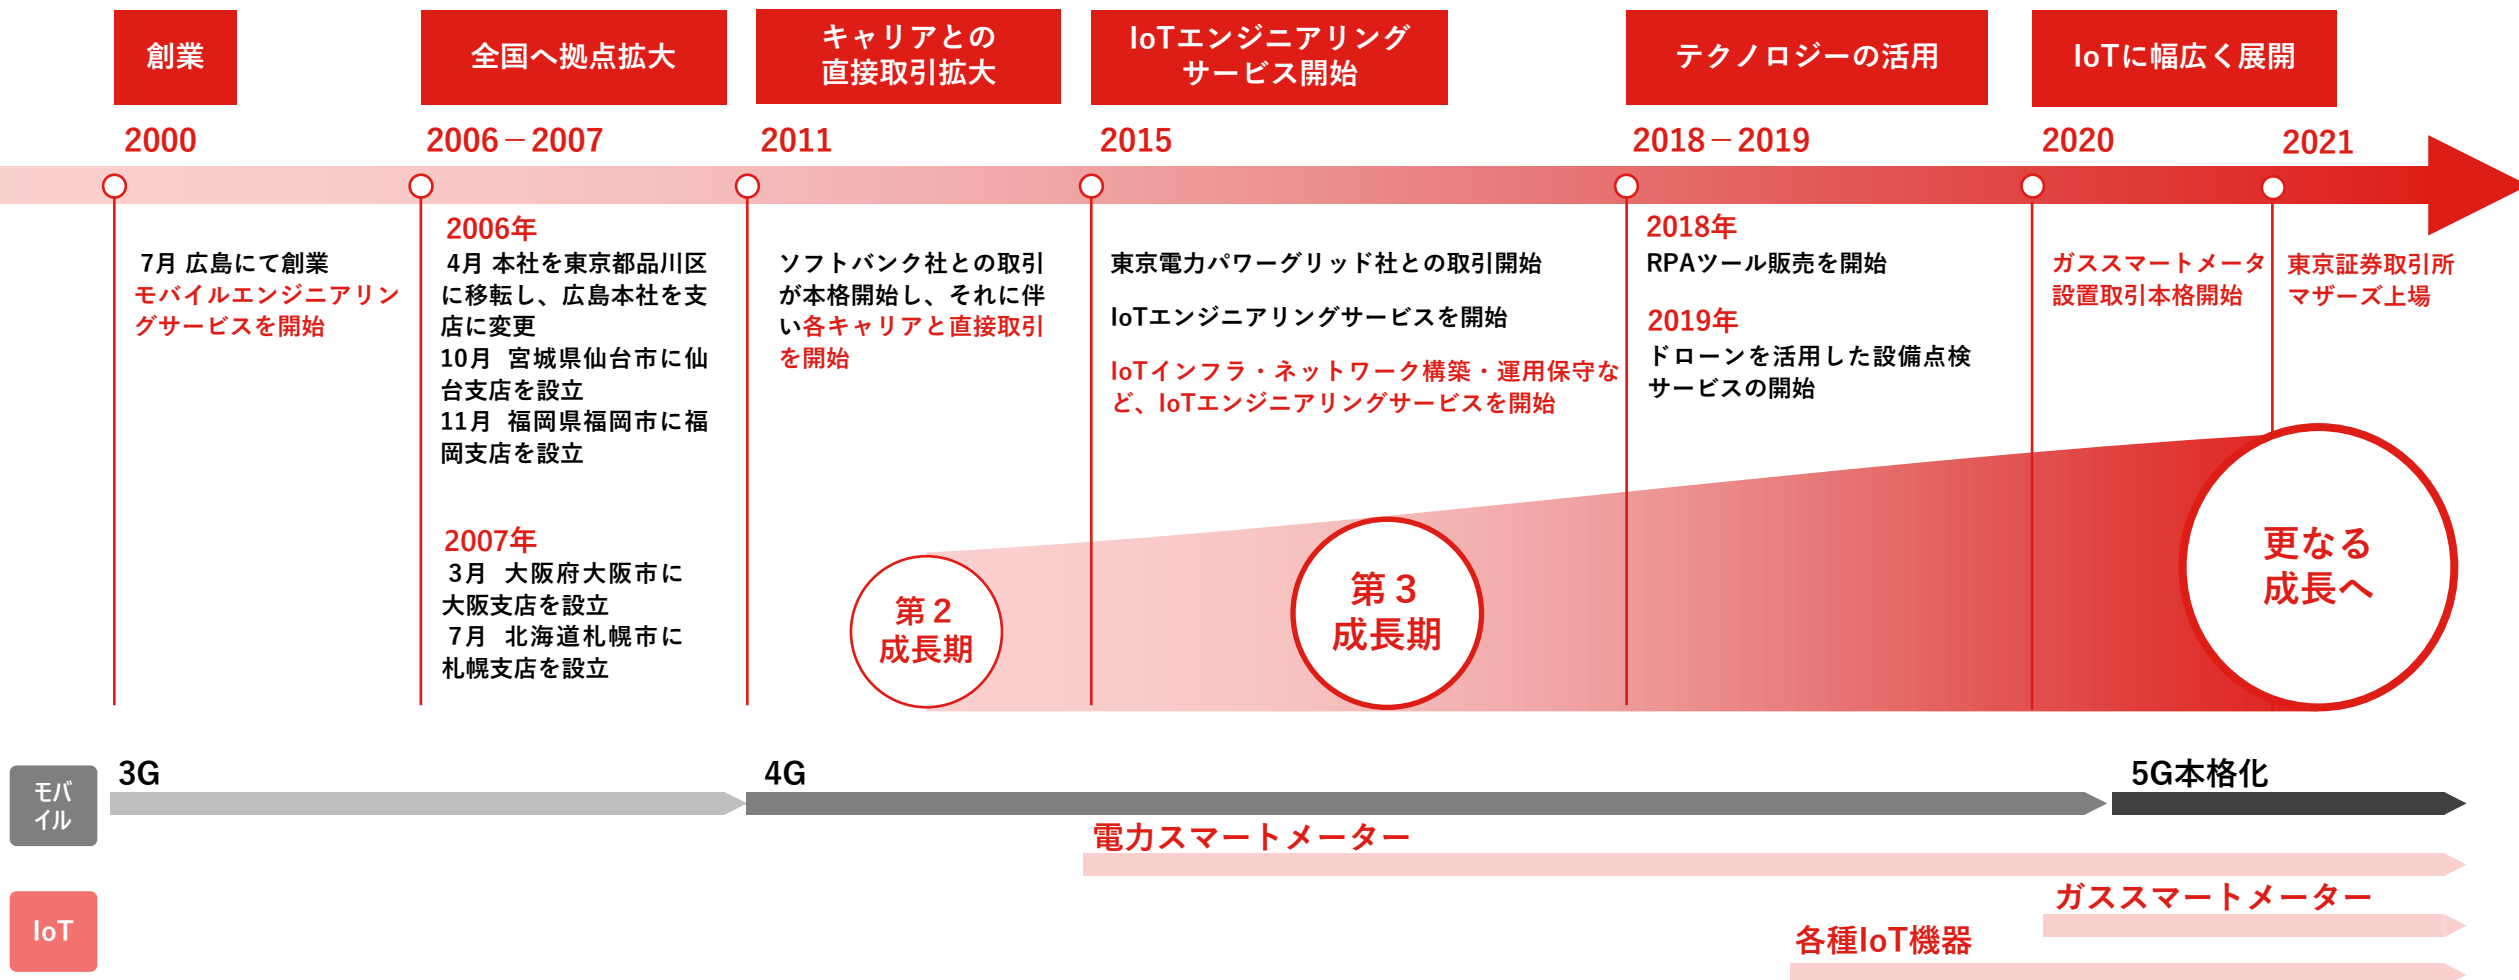 創業
全国へ拠点拡大
キャリアとの
直接取引拡大
IoTエンジニアリング
サービス開始
テクノロジーの活用
IoTに幅広く展開
2000
2006－2007
2011
2015
2018－2019
2020
2021
7月 広島にて創業
モバイルエンジニアリン
グサービスを開始
2006年
4月 本社を東京都品川区
に移転し、広島本社を支
店に変更
10月 宮城県仙台市に仙
台支店を設立
11月 福岡県福岡市に福
岡支店を設立
2007年
3月 大阪府大阪市に
大阪支店を設立
7月 北海道札幌市に
札幌支店を設立
ソフトバンク社との取引
が本格開始し、それに伴
い各キャリアと直接取引
を開始
東京電力パワーグリッド社との取引開始
IoTエンジニアリングサービスを開始
IoTインフラ・ネットワーク構築・運用保守な
ど、IoTエンジニアリングサービスを開始
2018年
RPAツール販売を開始
2019年
ドローンを活用した設備点検
サービスの開始
ガススマートメータ
設置取引本格開始
東京証券取引所
マザーズ上場
第２
成長期
第３
成長期
更なる
成長へ
モバ
イル
3G
4G
5G本格化
電力スマートメーター
ガススマートメーター
IoT
各種IoT機器